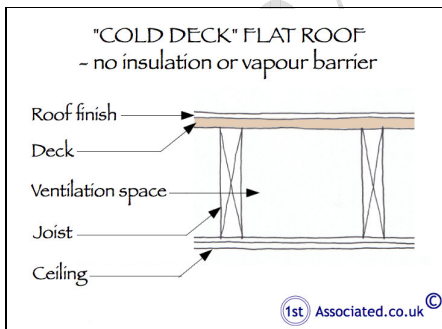 "COLD DECK" FLAT ROOF
- no insulation or vapour barrier
Roof finish
Deck
Ventilation space
Joist
Ceiling
1st Associated.co.uk ©